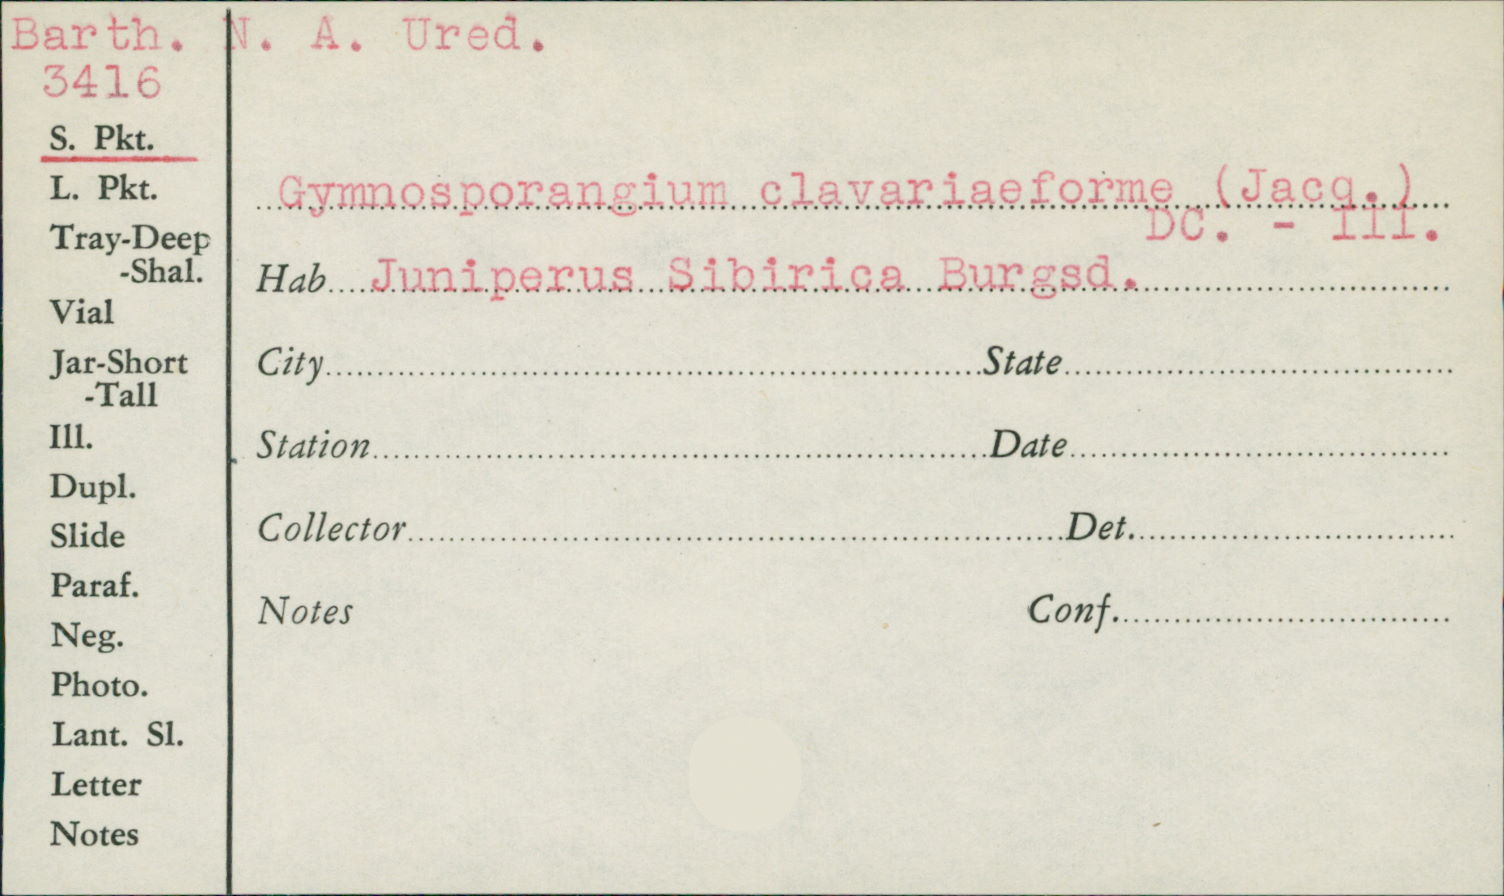 Barth. N. A. Ured.
3416
S. Pkt.
L. Pkt.
Tray-Deep
-Shal.
Vial
Jar-Short
-Tall
Ill.
Dupl.
Slide
Paraf.
Neg.
Photo.
Lant. Sl.
Letter
Notes
Gymnosporangium clavariaeforme (Jacq.)
DC. - III.
Hab. Juniperus Sibirica Burgsd.
City State
Station Date
Collector Det.
Notes Conf.